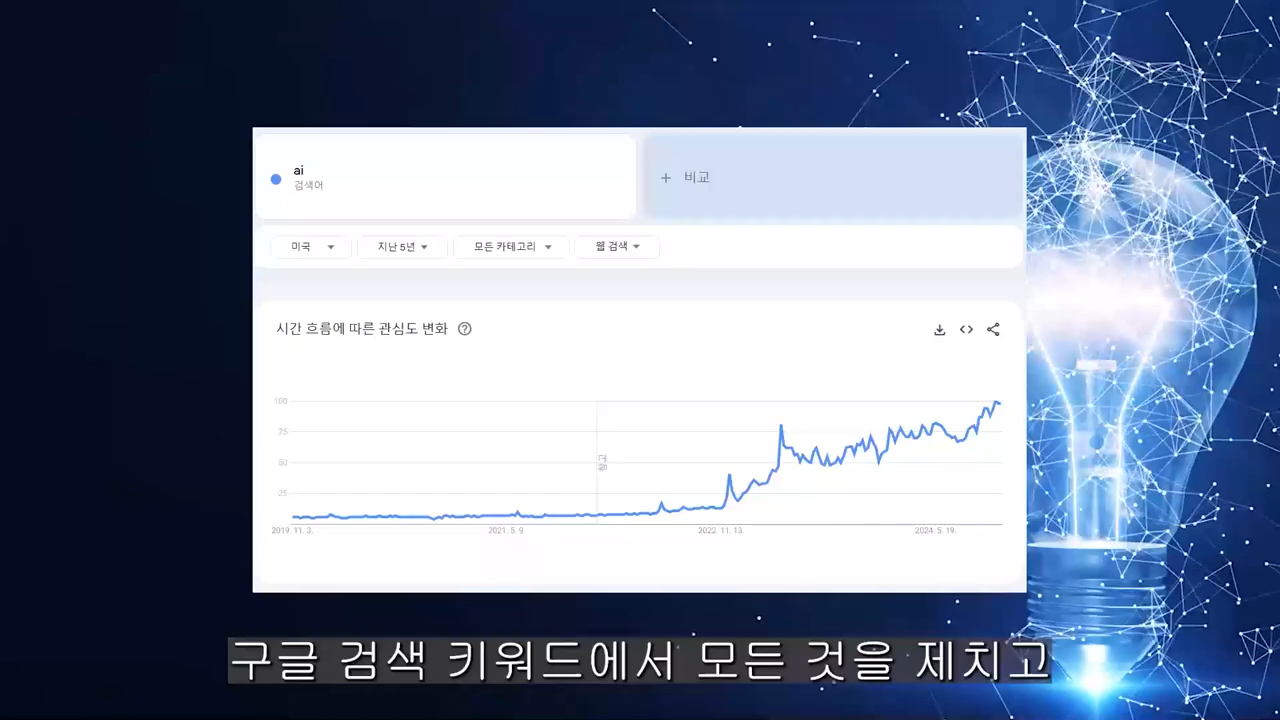 ai
검색어
+ 비교
미국
지난 5년
모든 카테고리
웹 검색
시간 흐름에 따른 관심도 변화
100
75
50
25
참고
2019. 11. 3.
2021. 5. 9.
2022. 11. 13.
2024. 5. 19.
구글 검색 키워드에서 모든 것을 제치고